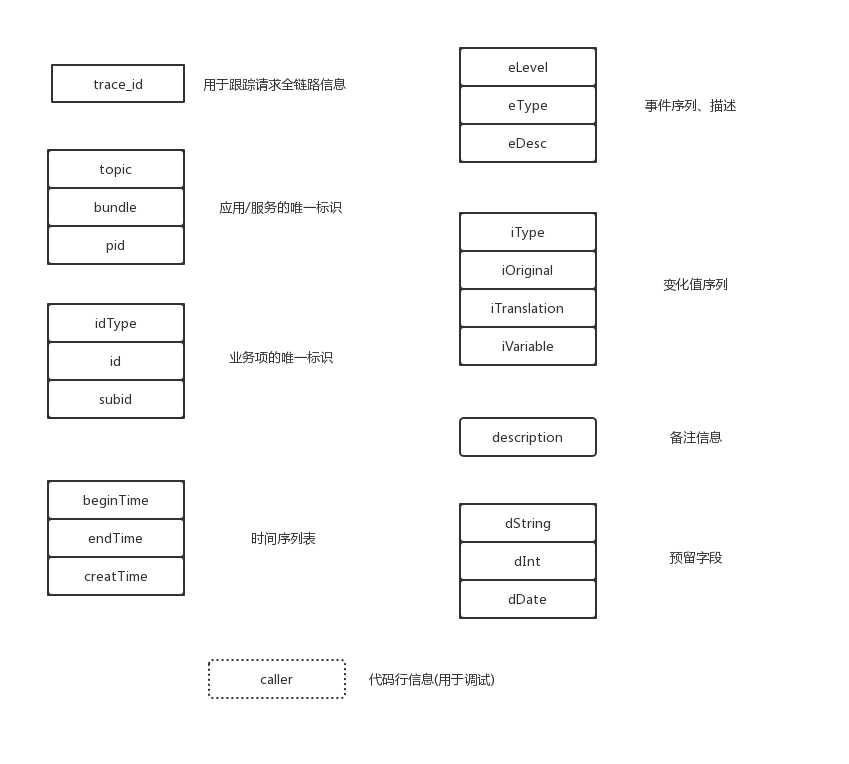 trace_id
用于跟踪请求全链路信息
topic
bundle
pid
应用/服务的唯一标识
idType
id
subid
业务项的唯一标识
beginTime
endTime
creatTime
时间序列表
eLevel
eType
eDesc
事件序列、描述
iType
iOriginal
iTranslation
iVariable
变化值序列
description
备注信息
dString
dInt
dDate
预留字段
caller
代码行信息(用于调试)